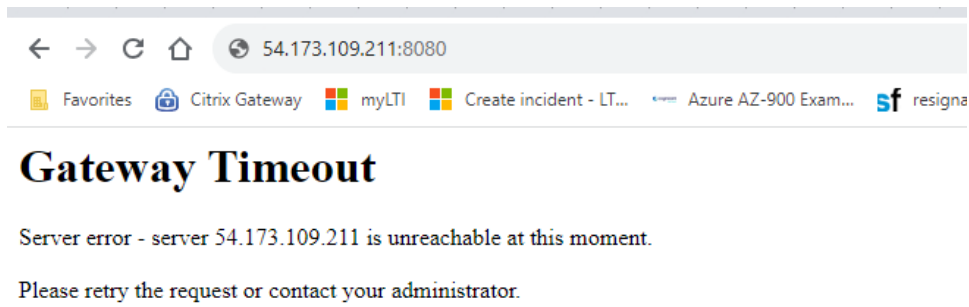 54.173.109.211:8080
Favorites Citrix Gateway myLTI Create incident - LT... Azure AZ-900 Exam... sf resigna
Gateway Timeout
Server error - server 54.173.109.211 is unreachable at this moment.
Please retry the request or contact your administrator.